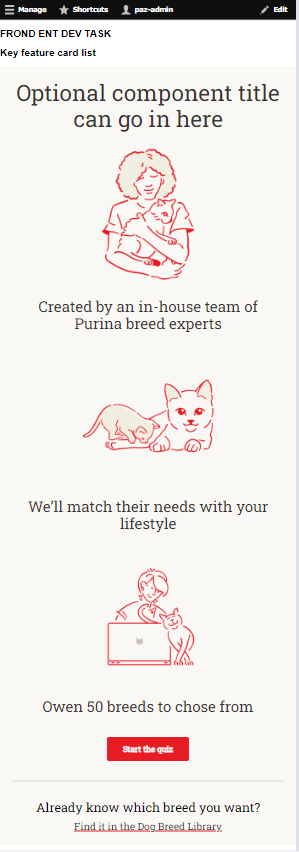 Manage Shortcuts paz-admin Edit
FROND ENT DEV TASK
Key feature card list
Optional component title
can go in here
Created by an in-house team of
Purina breed experts
We'll match their needs with your
lifestyle
Owen 50 breeds to chose from
Start the quiz
Already know which breed you want?
Find it in the Dog Breed Library